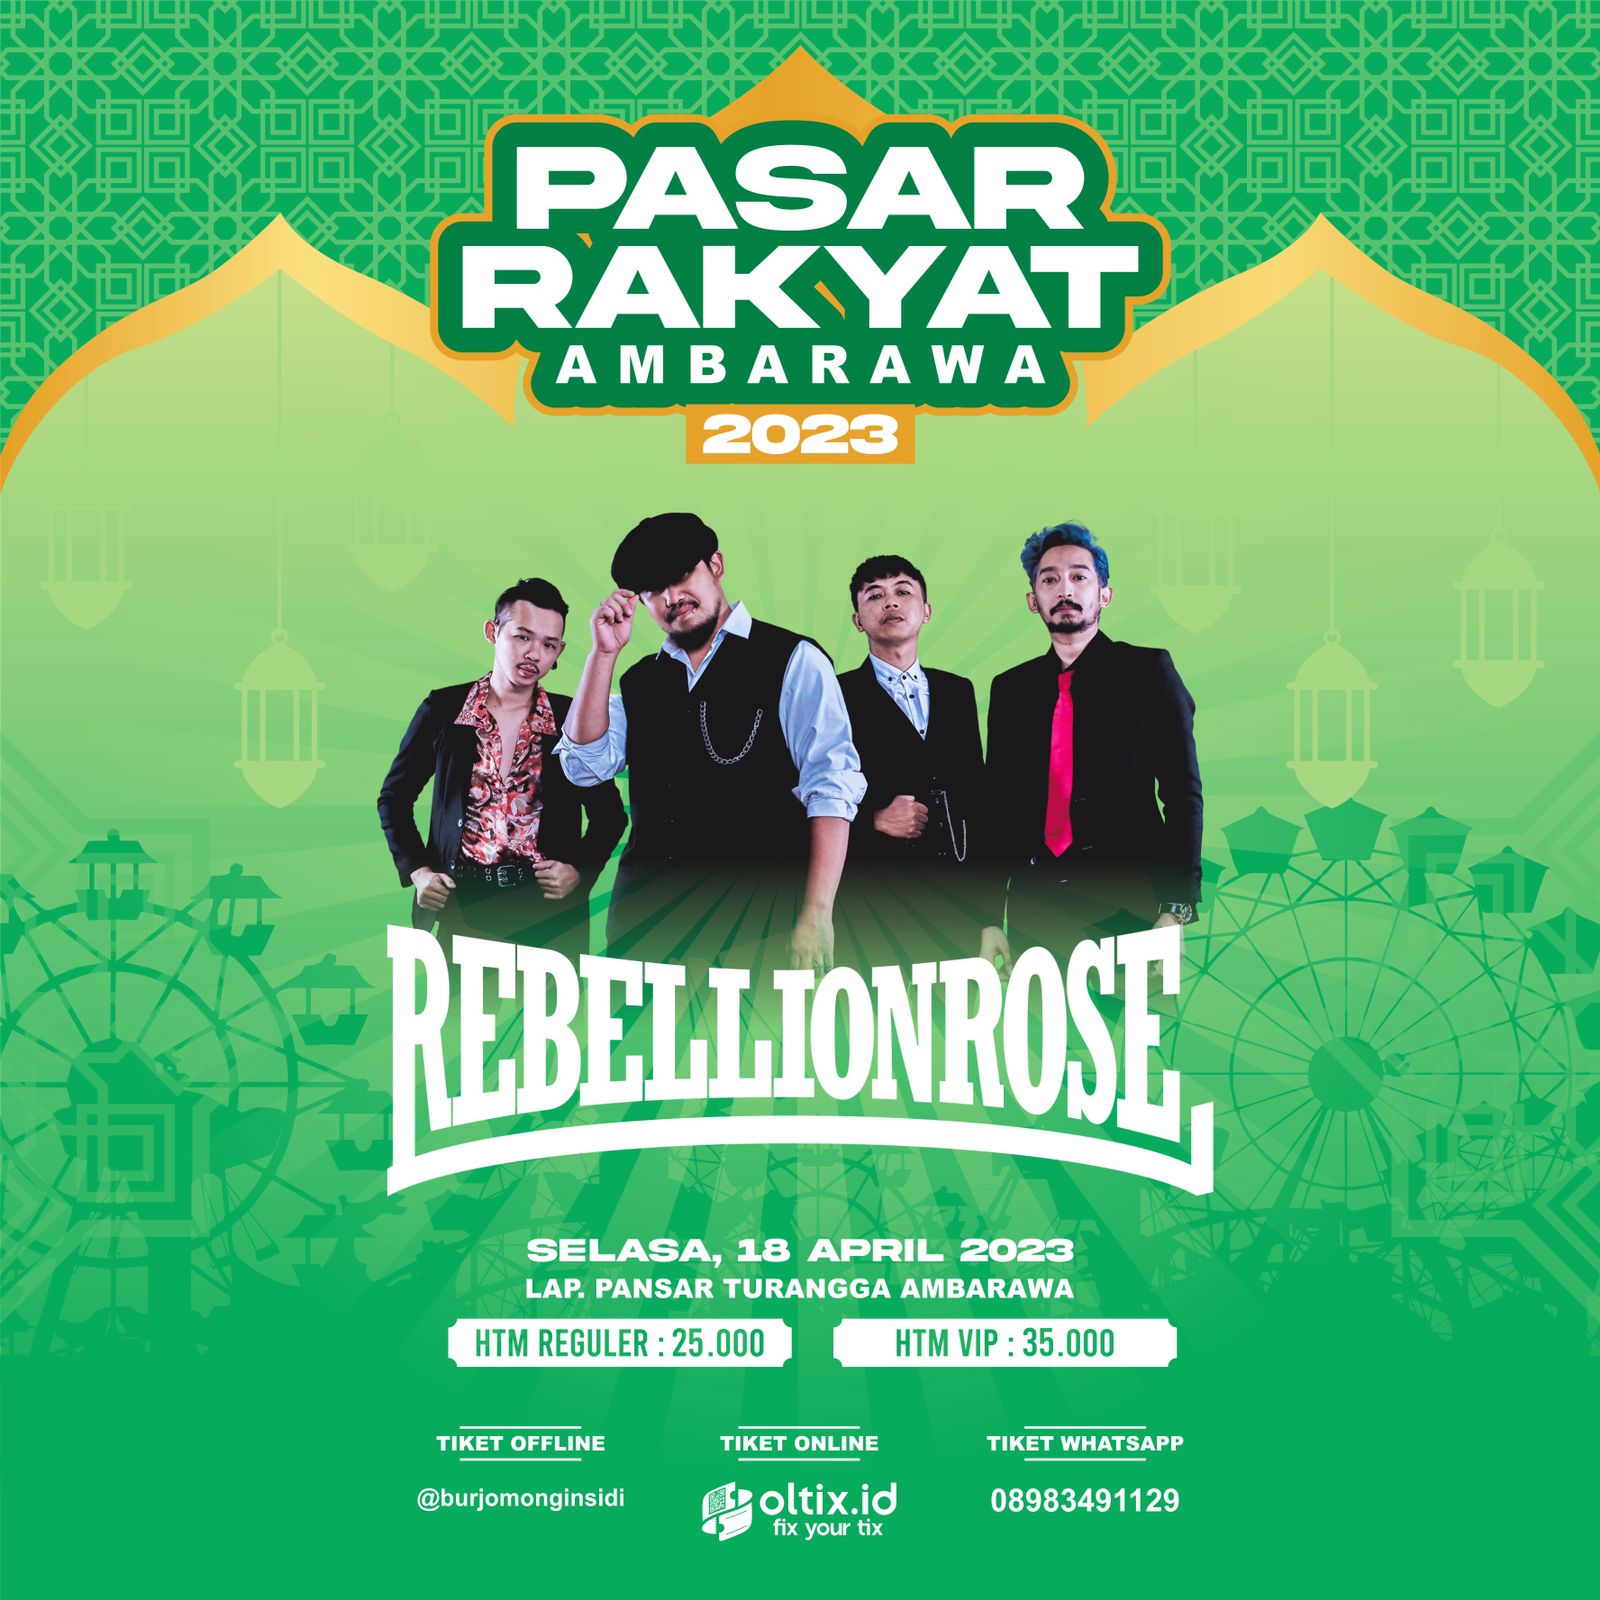 PASAR
RAKYAT
AMBARAWA
2023
REBELLIONROSE
SELASA, 18 APRIL 2023
LAP. PANSAR TURANGGA AMBARAWA
HTM REGULER : 25.000
HTM VIP : 35.000
TIKET OFFLINE
@burjomonginsidi
TIKET ONLINE
oltix.id
fix your tix
TIKET WHATSAPP
08983491129